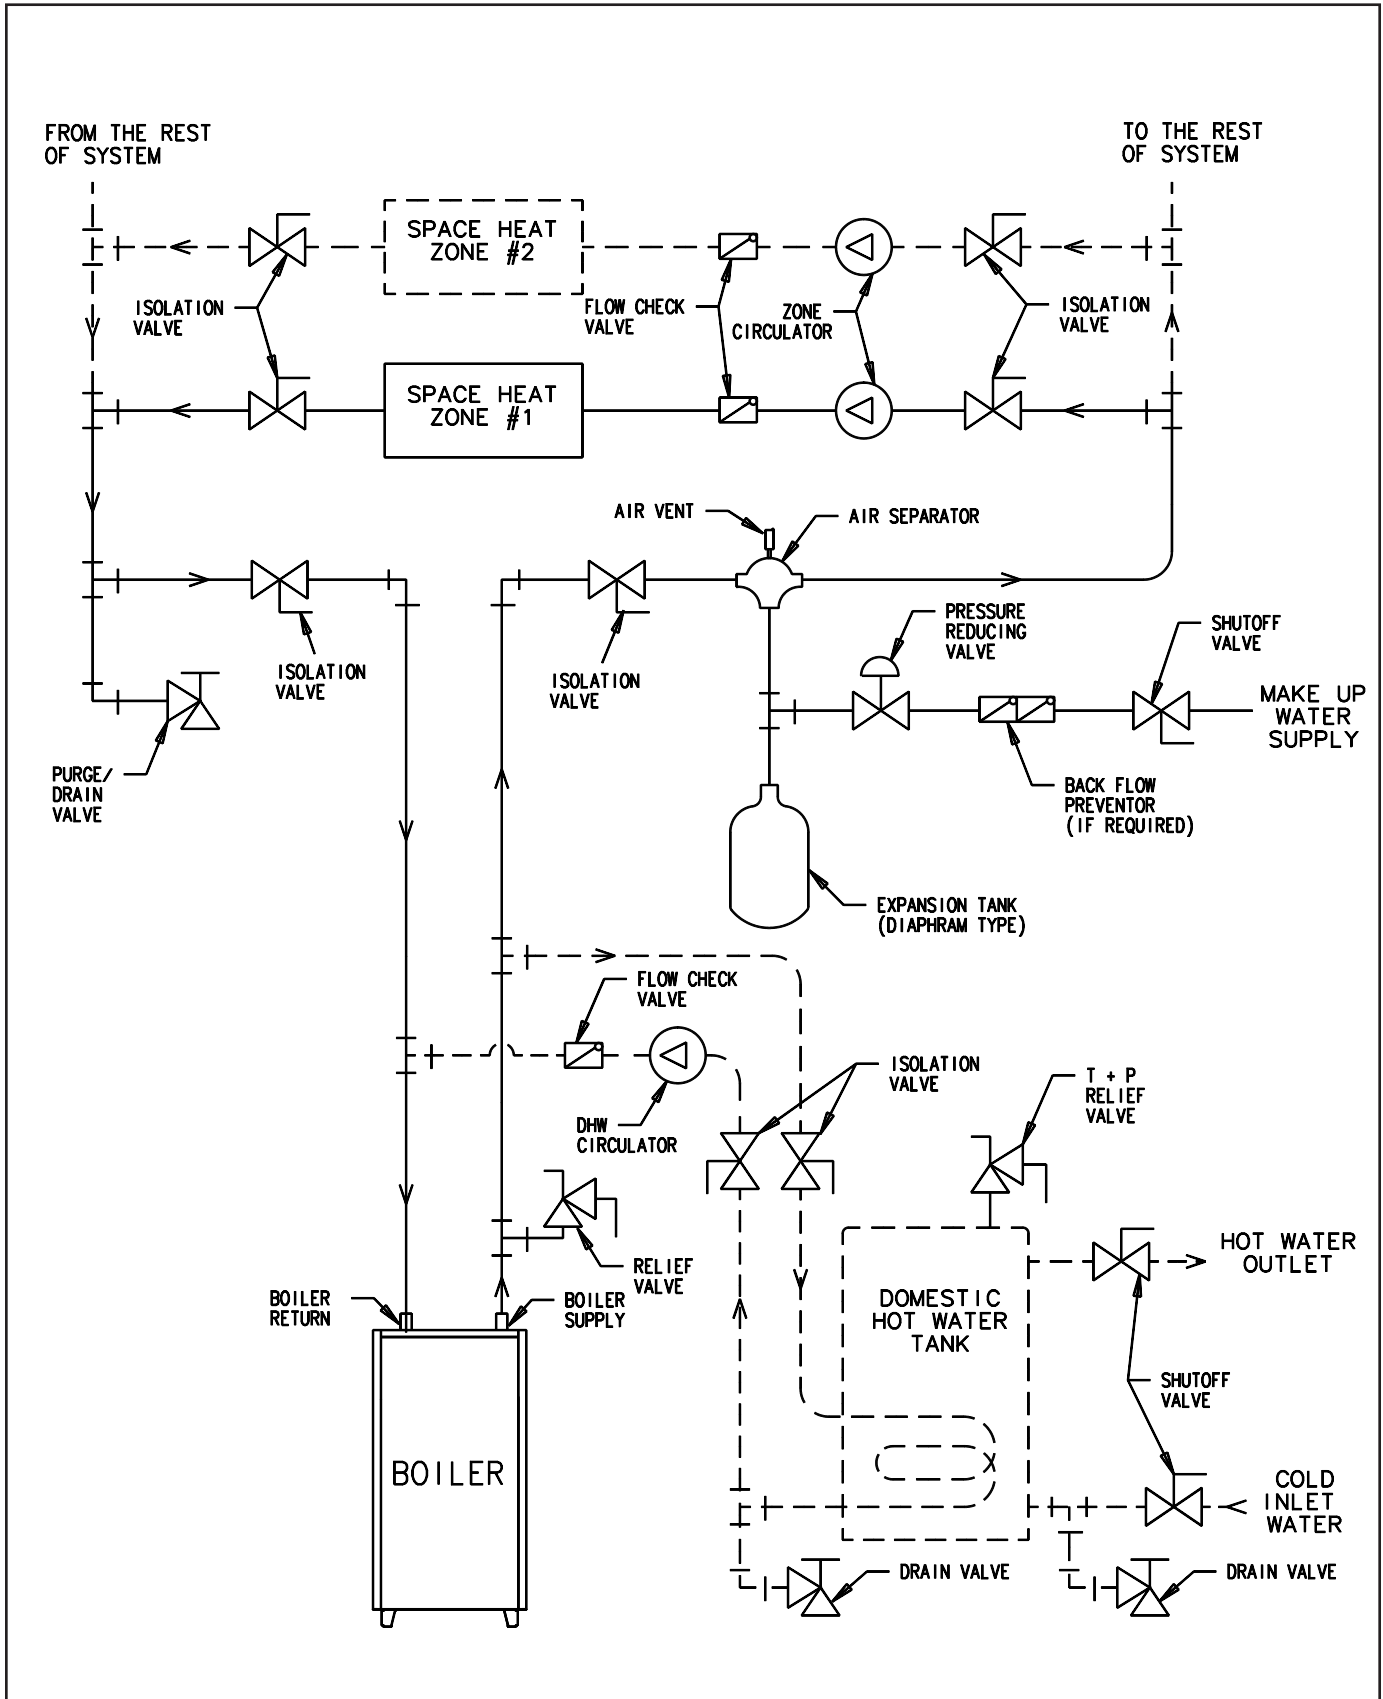 FROM THE REST
OF SYSTEM
TO THE REST
OF SYSTEM
SPACE HEAT
ZONE #2
ISOLATION
VALVE
FLOW CHECK
VALVE
ZONE
CIRCULATOR
ISOLATION
VALVE
SPACE HEAT
ZONE #1
AIR VENT
AIR SEPARATOR
PRESSURE
REDUCING
VALVE
SHUTOFF
VALVE
ISOLATION
VALVE
ISOLATION
VALVE
MAKE UP
WATER
SUPPLY
PURGE/
DRAIN
VALVE
BACK FLOW
PREVENTOR
(IF REQUIRED)
EXPANSION TANK
(DIAPHRAM TYPE)
FLOW CHECK
VALVE
ISOLATION
VALVE
T + P
RELIEF
VALVE
DHW
CIRCULATOR
RELIEF
VALVE
HOT WATER
OUTLET
BOILER
RETURN
BOILER
SUPPLY
DOMESTIC
HOT WATER
TANK
SHUTOFF
VALVE
BOILER
COLD
INLET
WATER
DRAIN VALVE
DRAIN VALVE